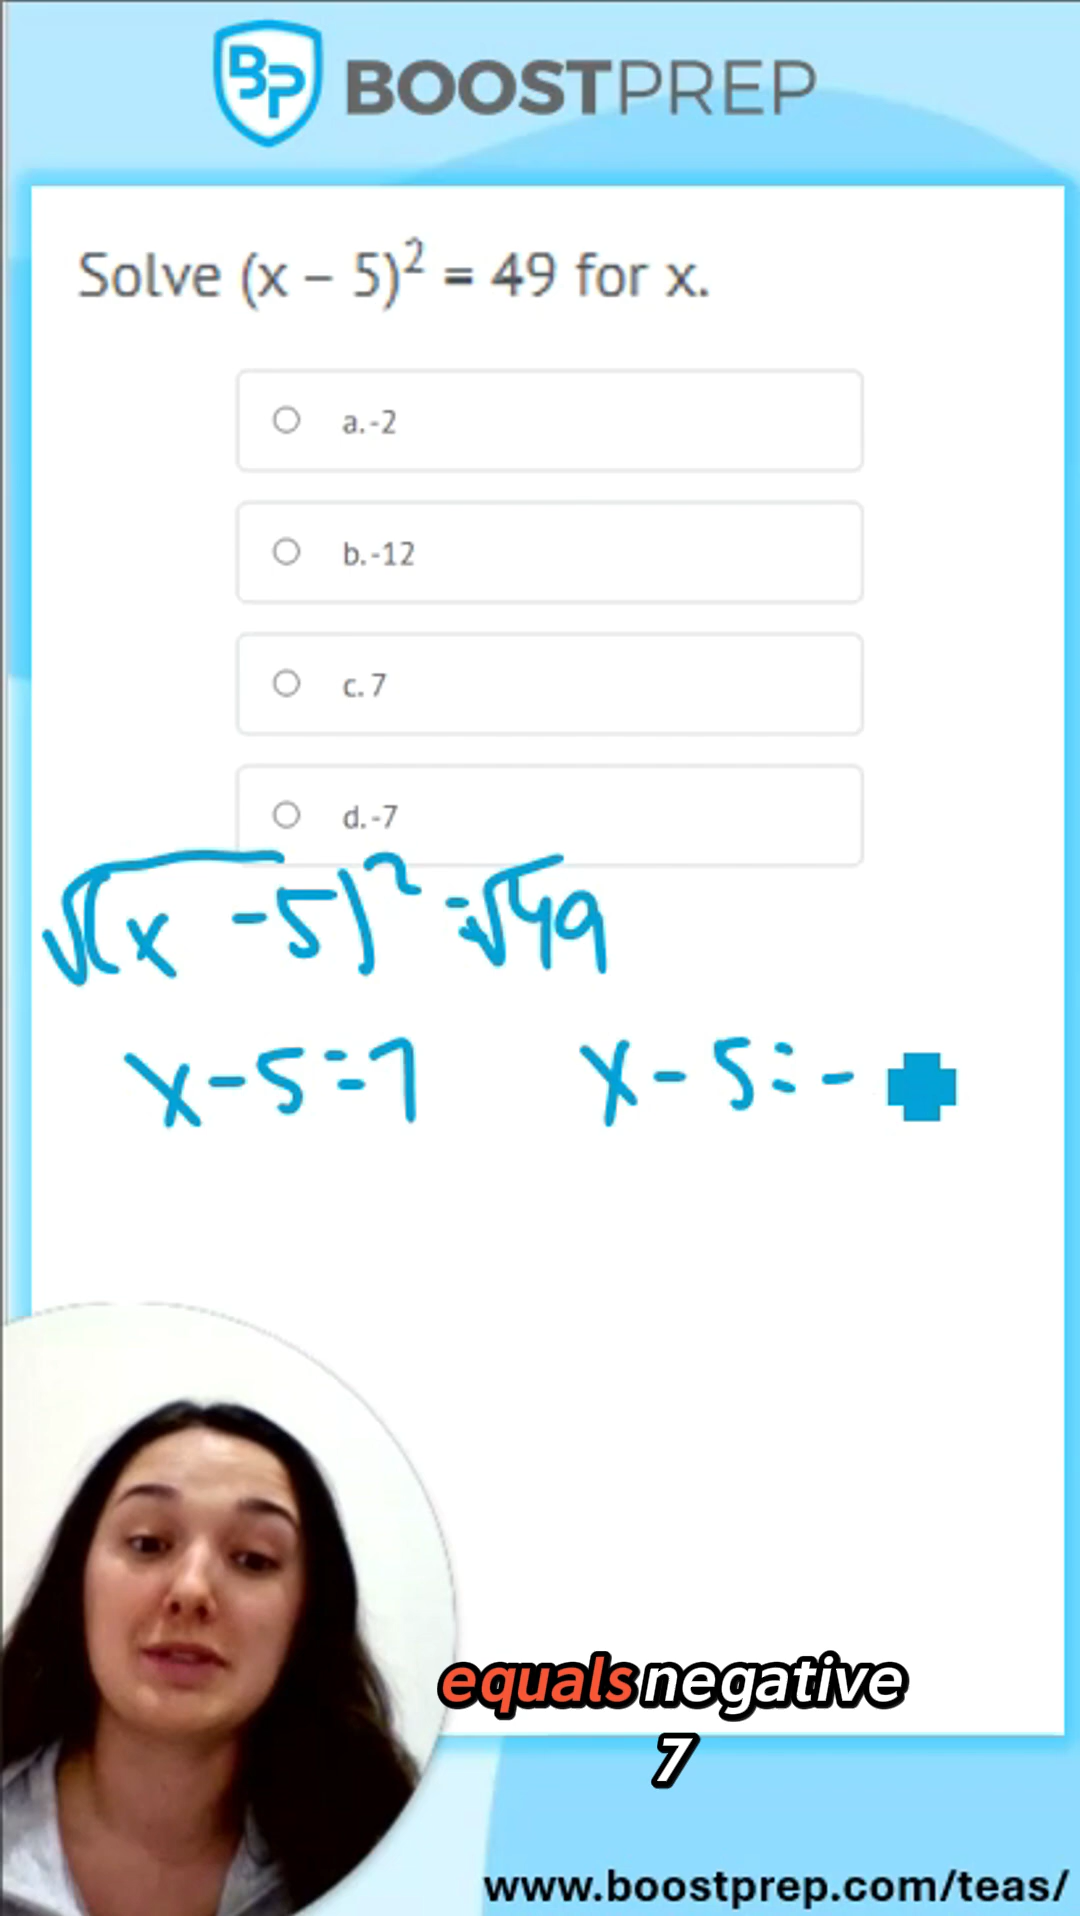 BP BOOSTPREP
Solve (x – 5)² = 49 for x.
a. -2
b. -12
c. 7
d. -7
√(x - 5)² = √49
x - 5 = 7 x - 5 = -
equals negative
7
www.boostprep.com/teas/